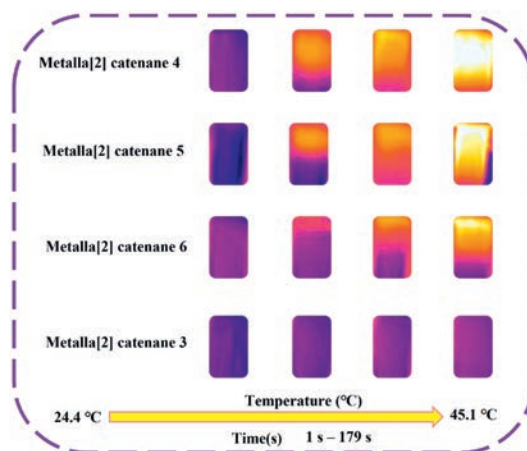 Metalla[2] catenane 4
Metalla[2] catenane 5
Metalla[2] catenane 6
Metalla[2] catenane 3
Temperature (°C)
24.4 °C
45.1 °C
Time(s) 1 s – 179 s